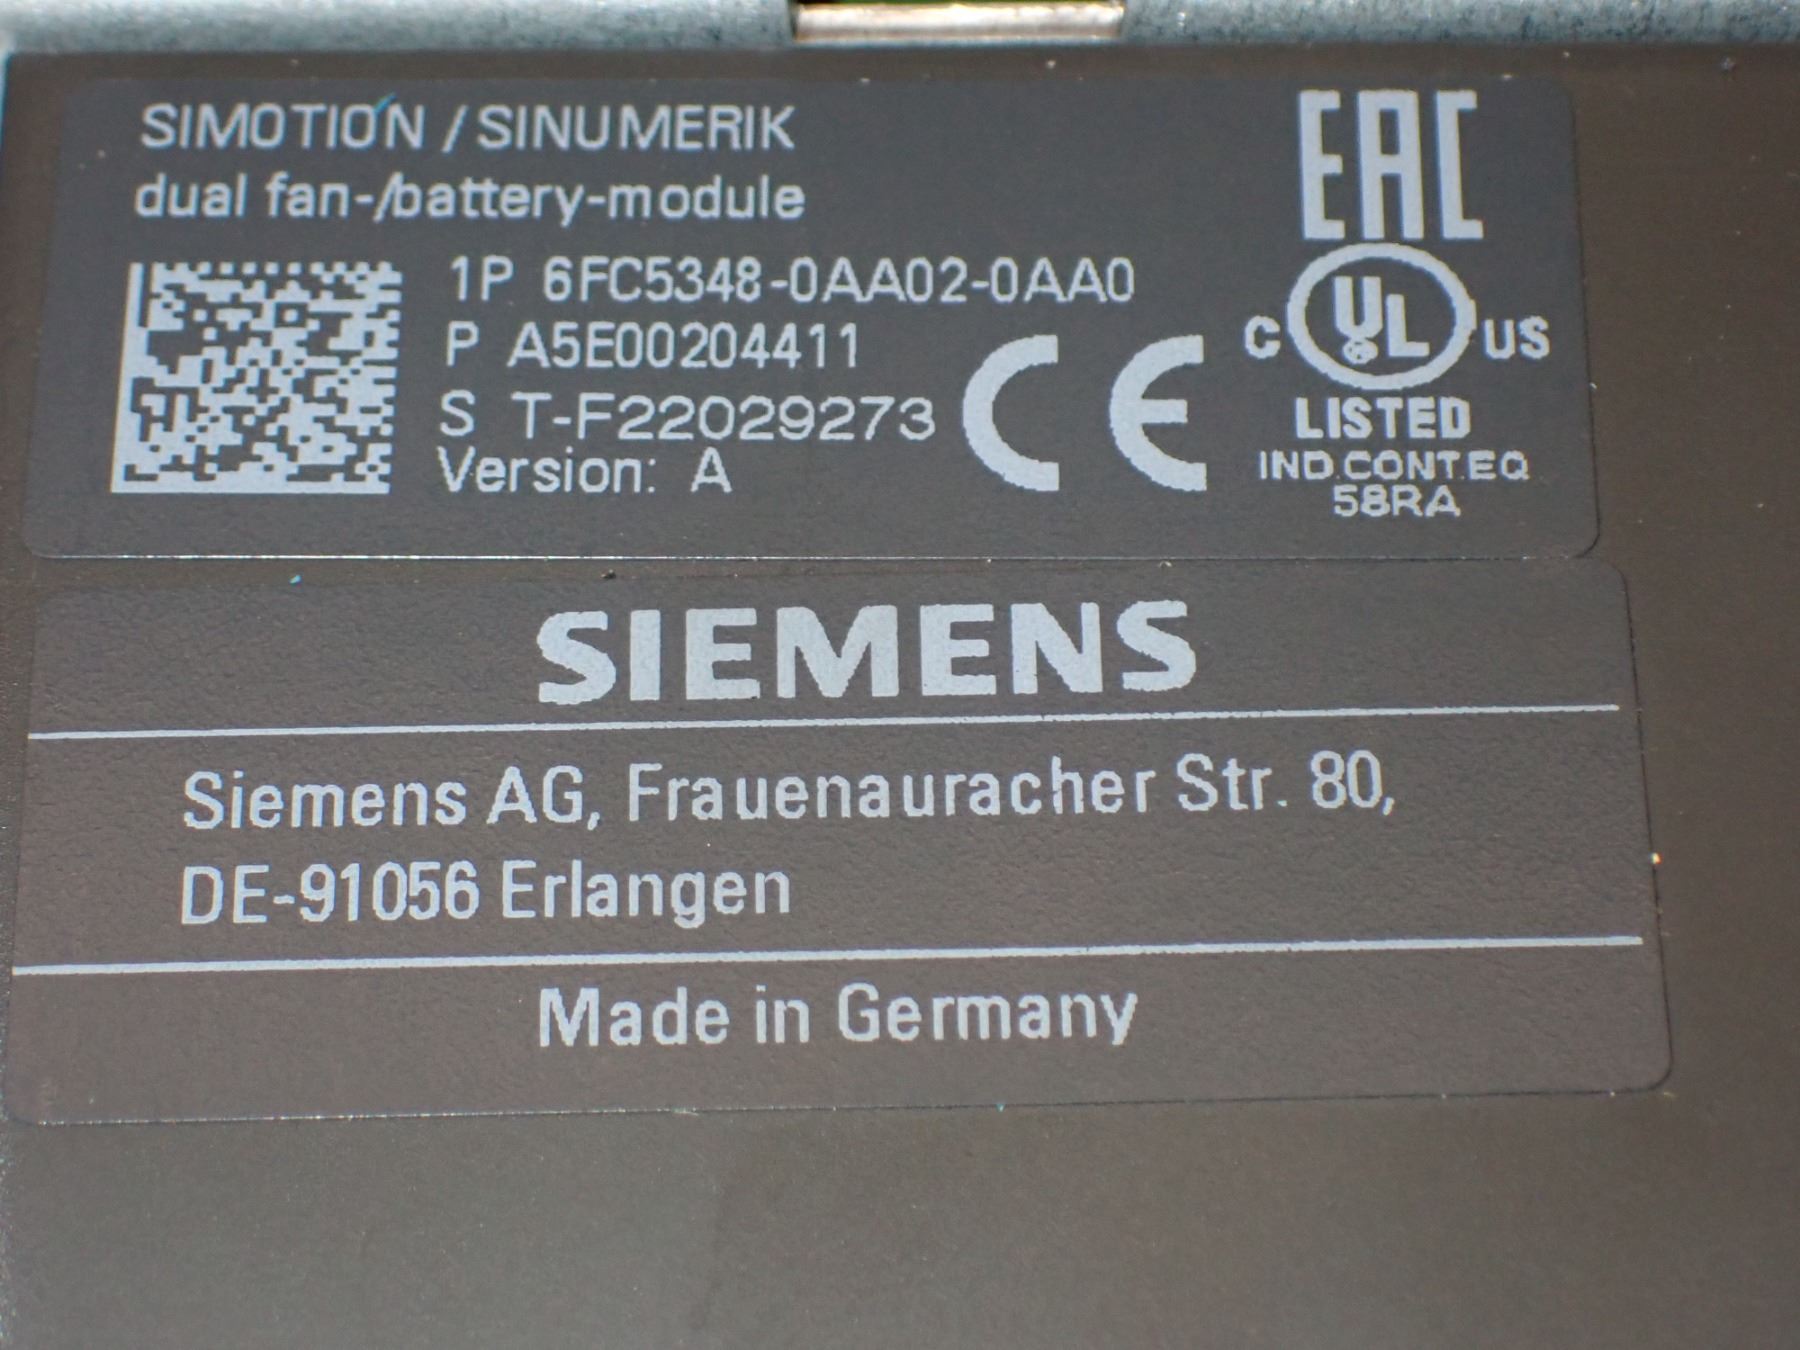 SIMOTION / SINUMERIK
dual fan-/battery-module
1P 6FC5348-0AA02-0AA0
P A5E00204411
S T-F22029273
Version: A
CE
EAC
C UL US
LISTED
IND.CONT.EQ
58RA
SIEMENS
Siemens AG, Frauenauracher Str. 80,
DE-91056 Erlangen
Made in Germany